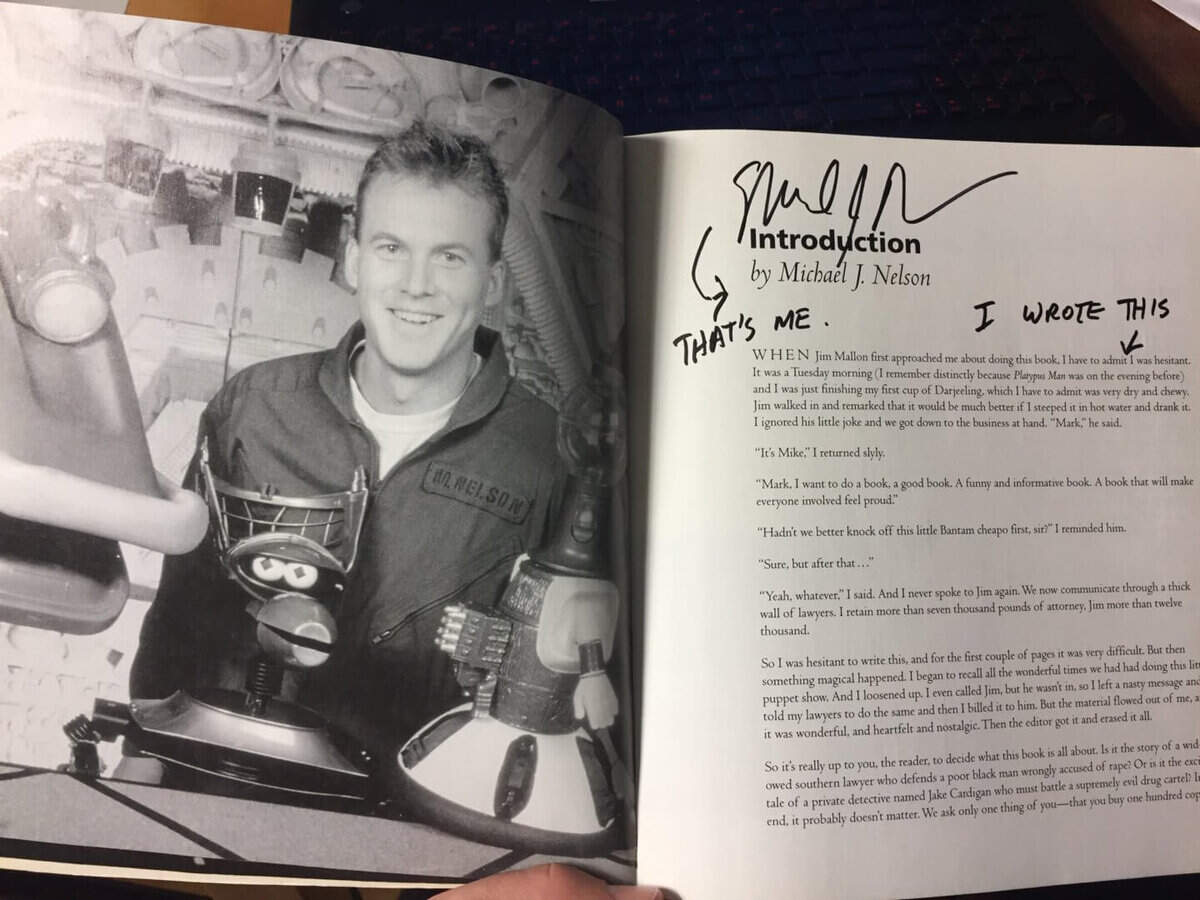 M. NELSON
Introduction
by Michael J. Nelson
THAT'S ME.
I WROTE THIS
WHEN Jim Mallon first approached me about doing this book, I have to admit I was hesitant.
It was a Tuesday morning (I remember distinctly because Platypus Man was on the evening before)
and I was just finishing my first cup of Darjeeling, which I have to admit was very dry and chewy.
Jim walked in and remarked that it would be much better if I steeped it in hot water and drank it.
I ignored his little joke and we got down to the business at hand. “Mark,” he said.
“It's Mike,” I returned slyly.
“Mark, I want to do a book, a good book. A funny and informative book. A book that will make
everyone involved feel proud.”
“Hadn't we better knock off this little Bantam cheapo first, sir?” I reminded him.
“Sure, but after that . . .”
“Yeah, whatever,” I said. And I never spoke to Jim again. We now communicate through a thick
wall of lawyers. I retain more than seven thousand pounds of attorney, Jim more than twelve
thousand.
So I was hesitant to write this, and for the first couple of pages it was very difficult. But then
something magical happened. I began to recall all the wonderful times we had had doing this litt
puppet show. And I loosened up. I even called Jim, but he wasn't in, so I left a nasty message and
told my lawyers to do the same and then I billed it to him. But the material flowed out of me, a
it was wonderful, and heartfelt and nostalgic. Then the editor got it and erased it all.
So it's really up to you, the reader, to decide what this book is all about. Is it the story of a wid-
owed southern lawyer who defends a poor black man wrongly accused of rape? Or is it the exci
tale of a private detective named Jake Cardigan who must battle a supremely evil drug cartel? I
end, it probably doesn't matter. We ask only one thing of you—that you buy one hundred cop